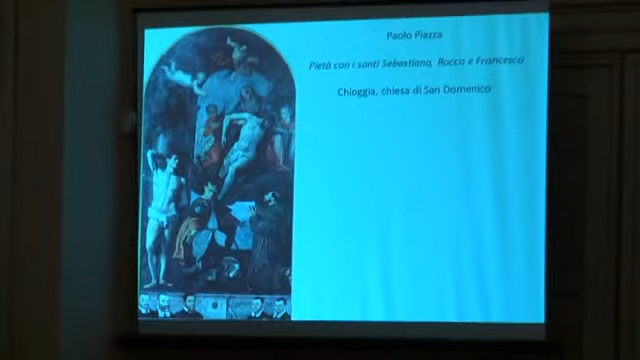 Paolo Piazza
Pietà con i santi Sebastiano, Rocco e Francesco
Chioggia, chiesa di San Domenico